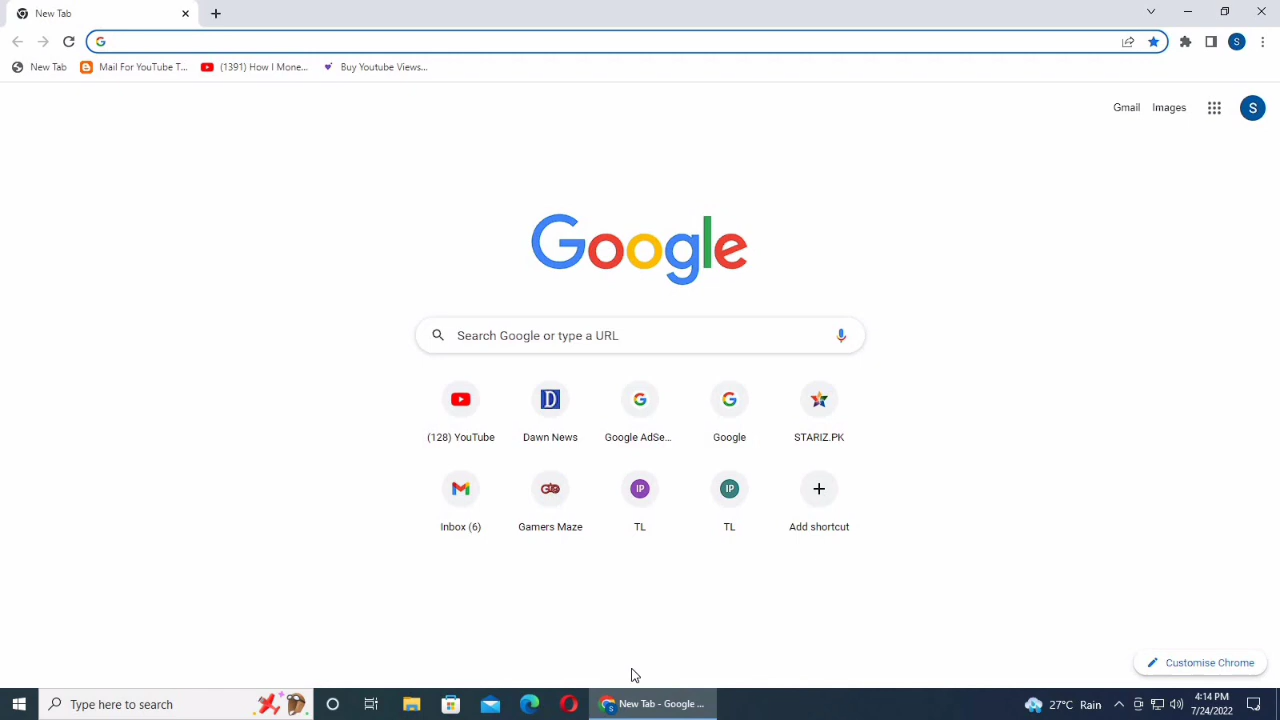 New Tab
New Tab
Mail For YouTube T...
(1391) How I Mone...
Buy Youtube Views...
S
Gmail
Images
S
Google
Search Google or type a URL
(128) YouTube
Dawn News
Google AdSe...
Google
STARIZ.PK
IP
IP
Inbox (6)
Gamers Maze
TL
TL
Add shortcut
Customise Chrome
Type here to search
New Tab - Google ...
27°C Rain
4:14 PM
7/24/2022